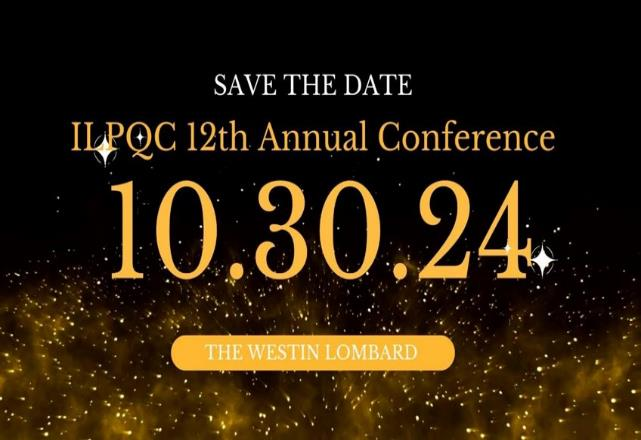 SAVE THE DATE
ILPQC 12th Annual Conference
10.30.24
THE WESTIN LOMBARD